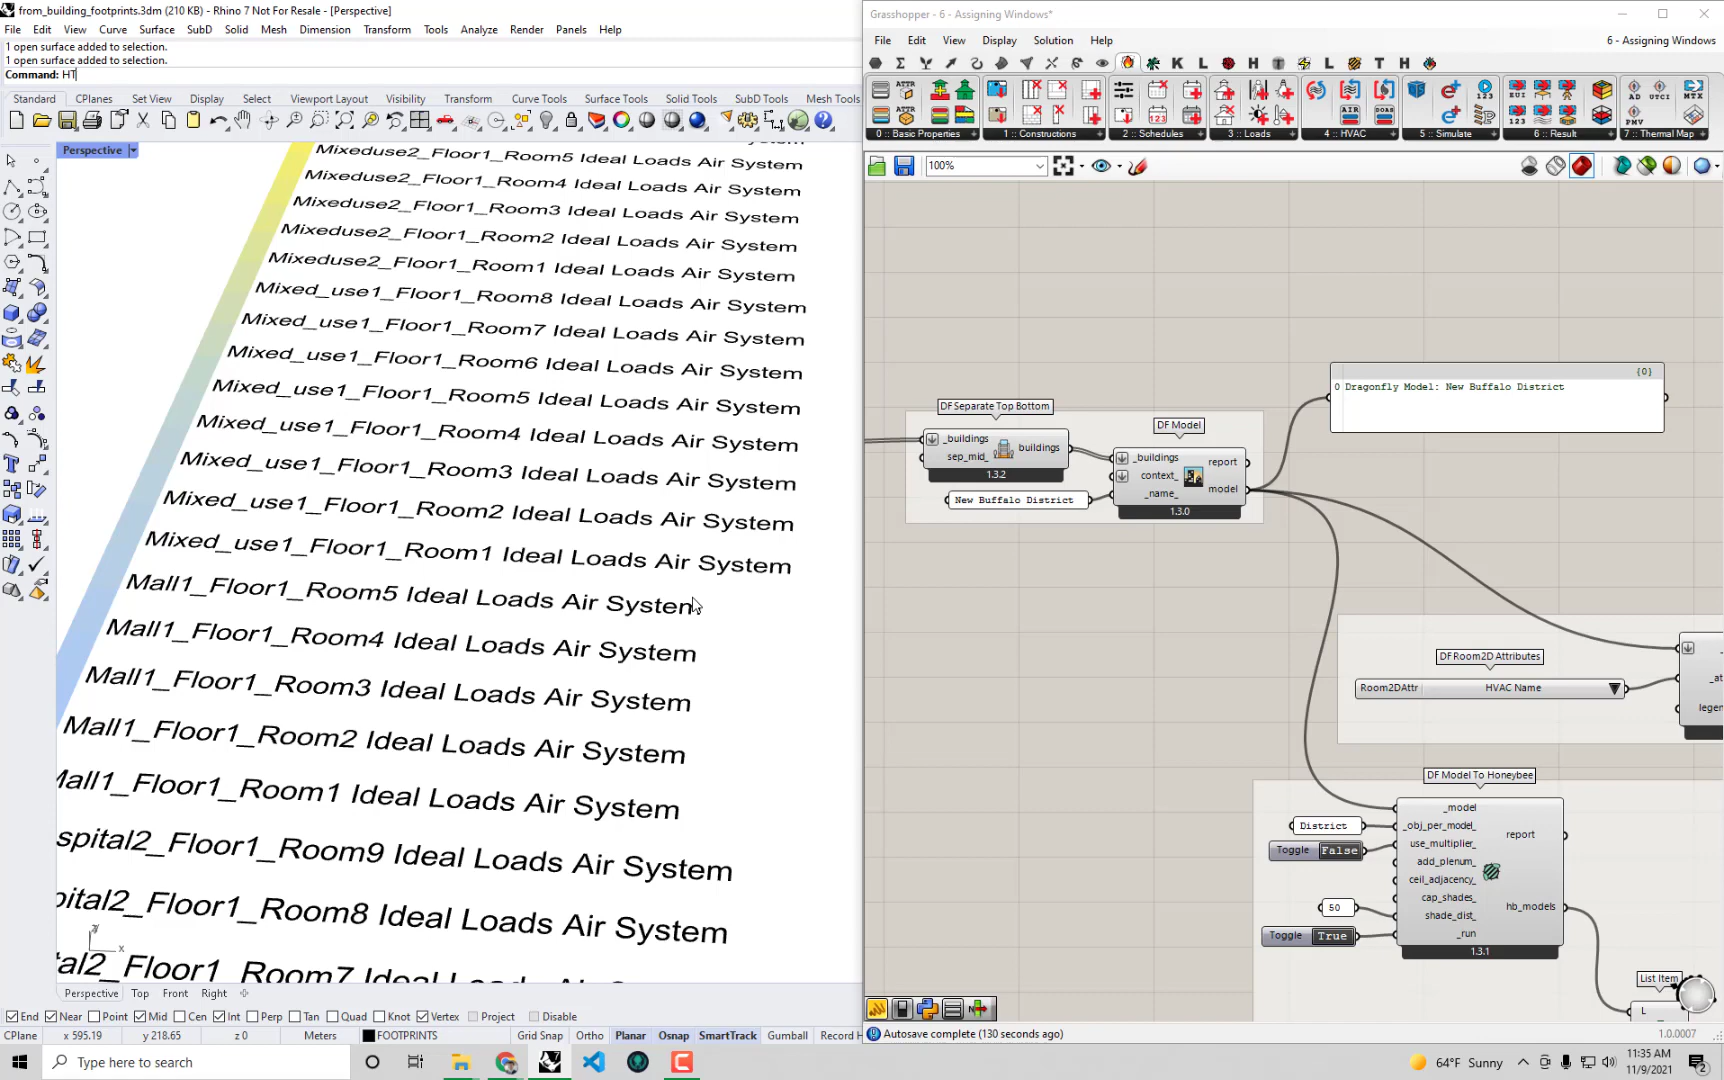 from_building_footprints.3dm (210 KB) - Rhino 7 Not For Resale - [Perspective]
File Edit View Curve Surface SubD Solid Mesh Dimension Transform Tools Analyze Render Panels Help
1 open surface added to selection.
1 open surface added to selection.
Command: HT
Standard CPlanes Set View Display Select Viewport Layout Visibility Transform Curve Tools Surface Tools Solid Tools SubD Tools Mesh Tools
Perspective
Mixeduse2_Floor1_Room5 Ideal Loads Air System
Mixeduse2_Floor1_Room4 Ideal Loads Air System
Mixeduse2_Floor1_Room3 Ideal Loads Air System
Mixeduse2_Floor1_Room2 Ideal Loads Air System
Mixeduse2_Floor1_Room1 Ideal Loads Air System
Mixed_use1_Floor1_Room8 Ideal Loads Air System
Mixed_use1_Floor1_Room7 Ideal Loads Air System
Mixed_use1_Floor1_Room6 Ideal Loads Air System
Mixed_use1_Floor1_Room5 Ideal Loads Air System
Mixed_use1_Floor1_Room4 Ideal Loads Air System
Mixed_use1_Floor1_Room3 Ideal Loads Air System
Mixed_use1_Floor1_Room2 Ideal Loads Air System
Mixed_use1_Floor1_Room1 Ideal Loads Air System
Mall1_Floor1_Room5 Ideal Loads Air System
Mall1_Floor1_Room4 Ideal Loads Air System
Mall1_Floor1_Room3 Ideal Loads Air System
Mall1_Floor1_Room2 Ideal Loads Air System
Mall1_Floor1_Room1 Ideal Loads Air System
spital2_Floor1_Room9 Ideal Loads Air System
pital2_Floor1_Room8 Ideal Loads Air System
tal2_Floor1_Room7 Ideal Loads Air
x
Perspective Top Front Right
End Near Point Mid Cen Int Perp Tan Quad Knot Vertex Project Disable
CPlane x 595.19 y 218.65 z 0 Meters FOOTPRINTS Grid Snap Ortho Planar Osnap SmartTrack Gumball Record H
Grasshopper - 6 - Assigning Windows*
File Edit View Display Solution Help
6 - Assigning Windows
0 :: Basic Properties 1 :: Constructions 2 :: Schedules 3 :: Loads 4 :: HVAC 5 :: Simulate 6 :: Result 7 :: Thermal Map
100%
{0}
0 Dragonfly Model: New Buffalo District
DF Separate Top Bottom
_buildings
sep_mid_
buildings
1.3.2
New Buffalo District
DF Model
_buildings
context_
_name_
report
model
1.3.0
DF Room2D Attributes
Room2DAttr HVAC Name
legen
DF Model To Honeybee
_model
_obj_per_model_
use_multiplier_
add_plenum_
ceil_adjacency_
cap_shades_
shade_dist_
_run
report
hb_models
1.3.1
District
Toggle False
50
Toggle True
List Item
L
Autosave complete (130 seconds ago)
1.0.0007
Type here to search
64°F Sunny
11:35 AM
11/9/2021
2